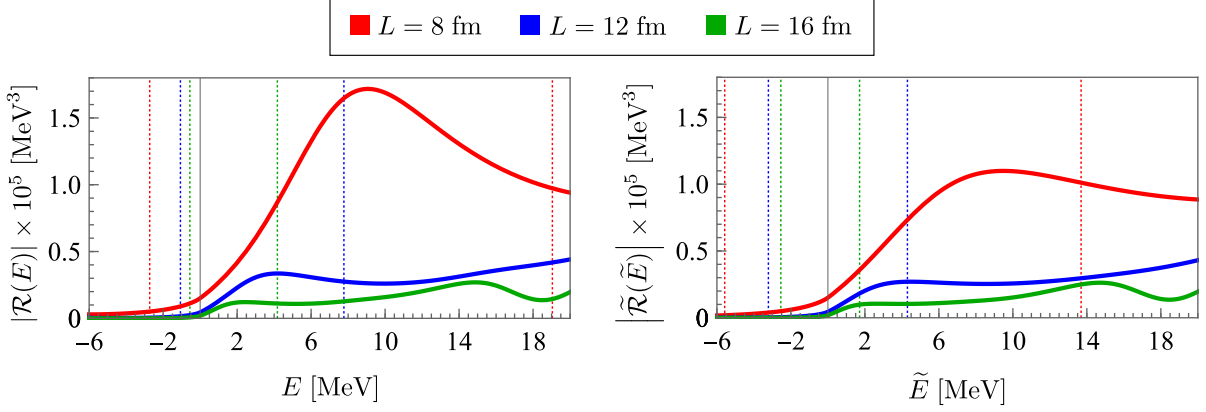 L = 8 fm L = 12 fm L = 16 fm
|R(E)| × 10⁵ [MeV³]
1.5
1.0
0.5
0
−6 −2 2 6 10 14 18
E [MeV]
|R̃(Ẽ)| × 10⁵ [MeV³]
1.5
1.0
0.5
0
−6 −2 2 6 10 14 18
Ẽ [MeV]